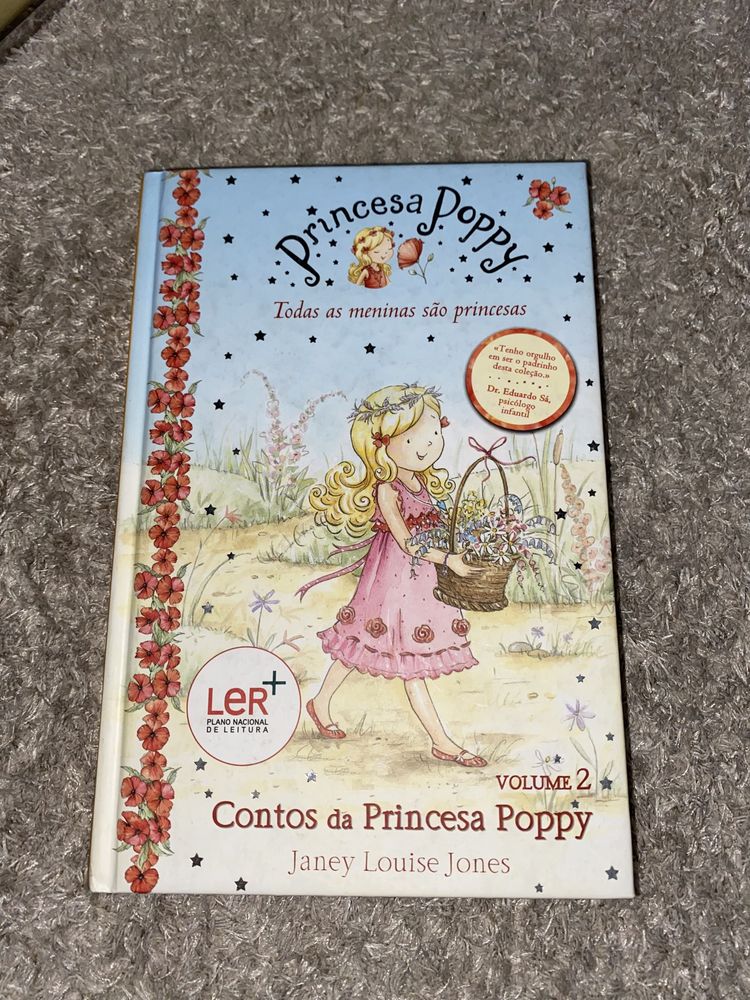 Princesa Poppy
Todas as meninas são princesas
«Tenho orgulho
em ser o padrinho
desta coleção.»
Dr. Eduardo Sá,
psicólogo
infantil
LeR+
PLANO NACIONAL
DE LEITURA
VOLUME 2
Contos da Princesa Poppy
Janey Louise Jones